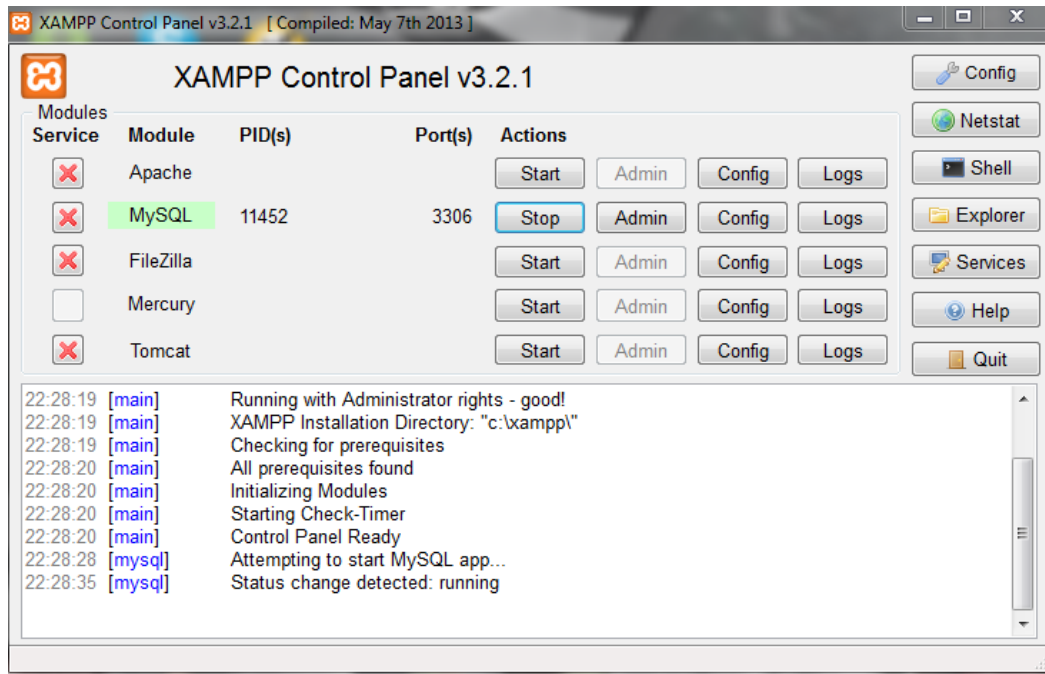 XAMPP Control Panel v3.2.1 [ Compiled: May 7th 2013 ]
XAMPP Control Panel v3.2.1
Config
Modules
Service Module PID(s) Port(s) Actions
Netstat
Apache Start Admin Config Logs
Shell
MySQL 11452 3306 Stop Admin Config Logs
Explorer
FileZilla Start Admin Config Logs
Services
Mercury Start Admin Config Logs
Help
Tomcat Start Admin Config Logs
Quit
22:28:19 [main] Running with Administrator rights - good!
22:28:19 [main] XAMPP Installation Directory: "c:\xampp\"
22:28:19 [main] Checking for prerequisites
22:28:20 [main] All prerequisites found
22:28:20 [main] Initializing Modules
22:28:20 [main] Starting Check-Timer
22:28:20 [main] Control Panel Ready
22:28:28 [mysql] Attempting to start MySQL app...
22:28:35 [mysql] Status change detected: running